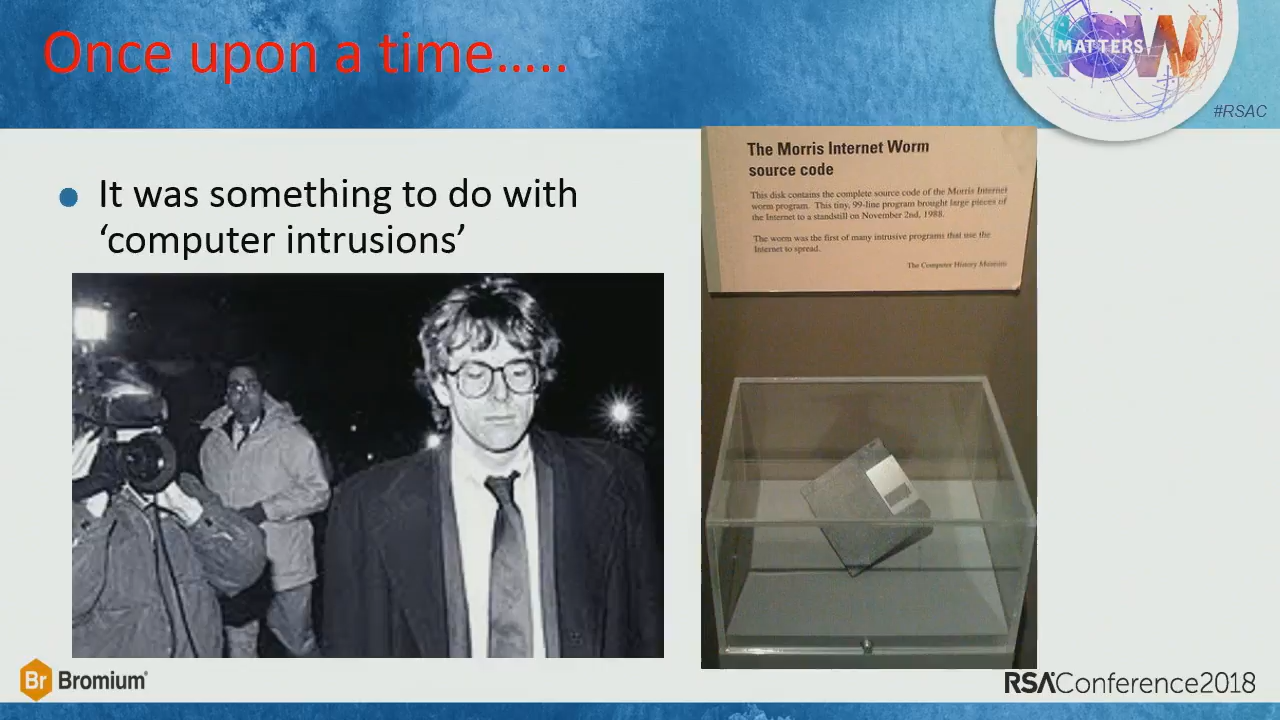 Once upon a time.....
NOW
MATTERS
#RSAC
It was something to do with
‘computer intrusions’
The Morris Internet Worm
source code
This disk contains the complete source code of the Morris Internet
worm program. This tiny, 99-line program brought large pieces of
the Internet to a standstill on November 2nd, 1988.
The worm was the first of many intrusive programs that use the
Internet to spread.
The Computer History Museum
Br Bromium®
RSAConference2018